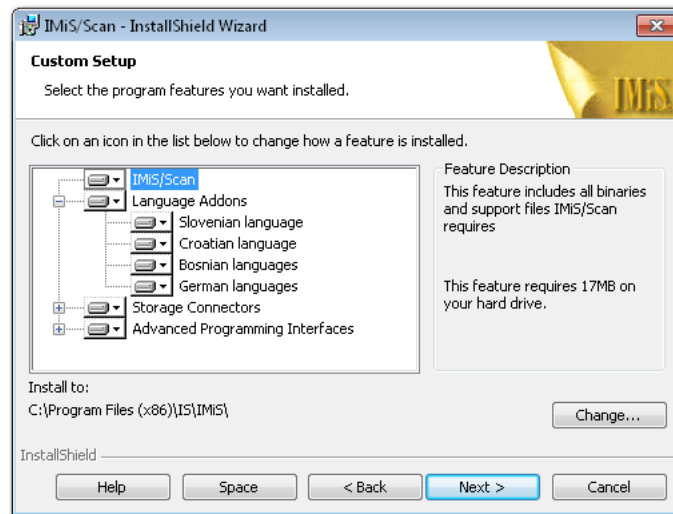 IMiS/Scan - InstallShield Wizard
Custom Setup
Select the program features you want installed.
IMiS
Click on an icon in the list below to change how a feature is installed.
IMiS/Scan
Language Addons
Slovenian language
Croatian language
Bosnian languages
German languages
Storage Connectors
Advanced Programming Interfaces
Feature Description
This feature includes all binaries
and support files IMiS/Scan
requires
This feature requires 17MB on
your hard drive.
Install to:
C:\Program Files (x86)\IS\IMiS\
Change...
InstallShield
Help
Space
< Back
Next >
Cancel